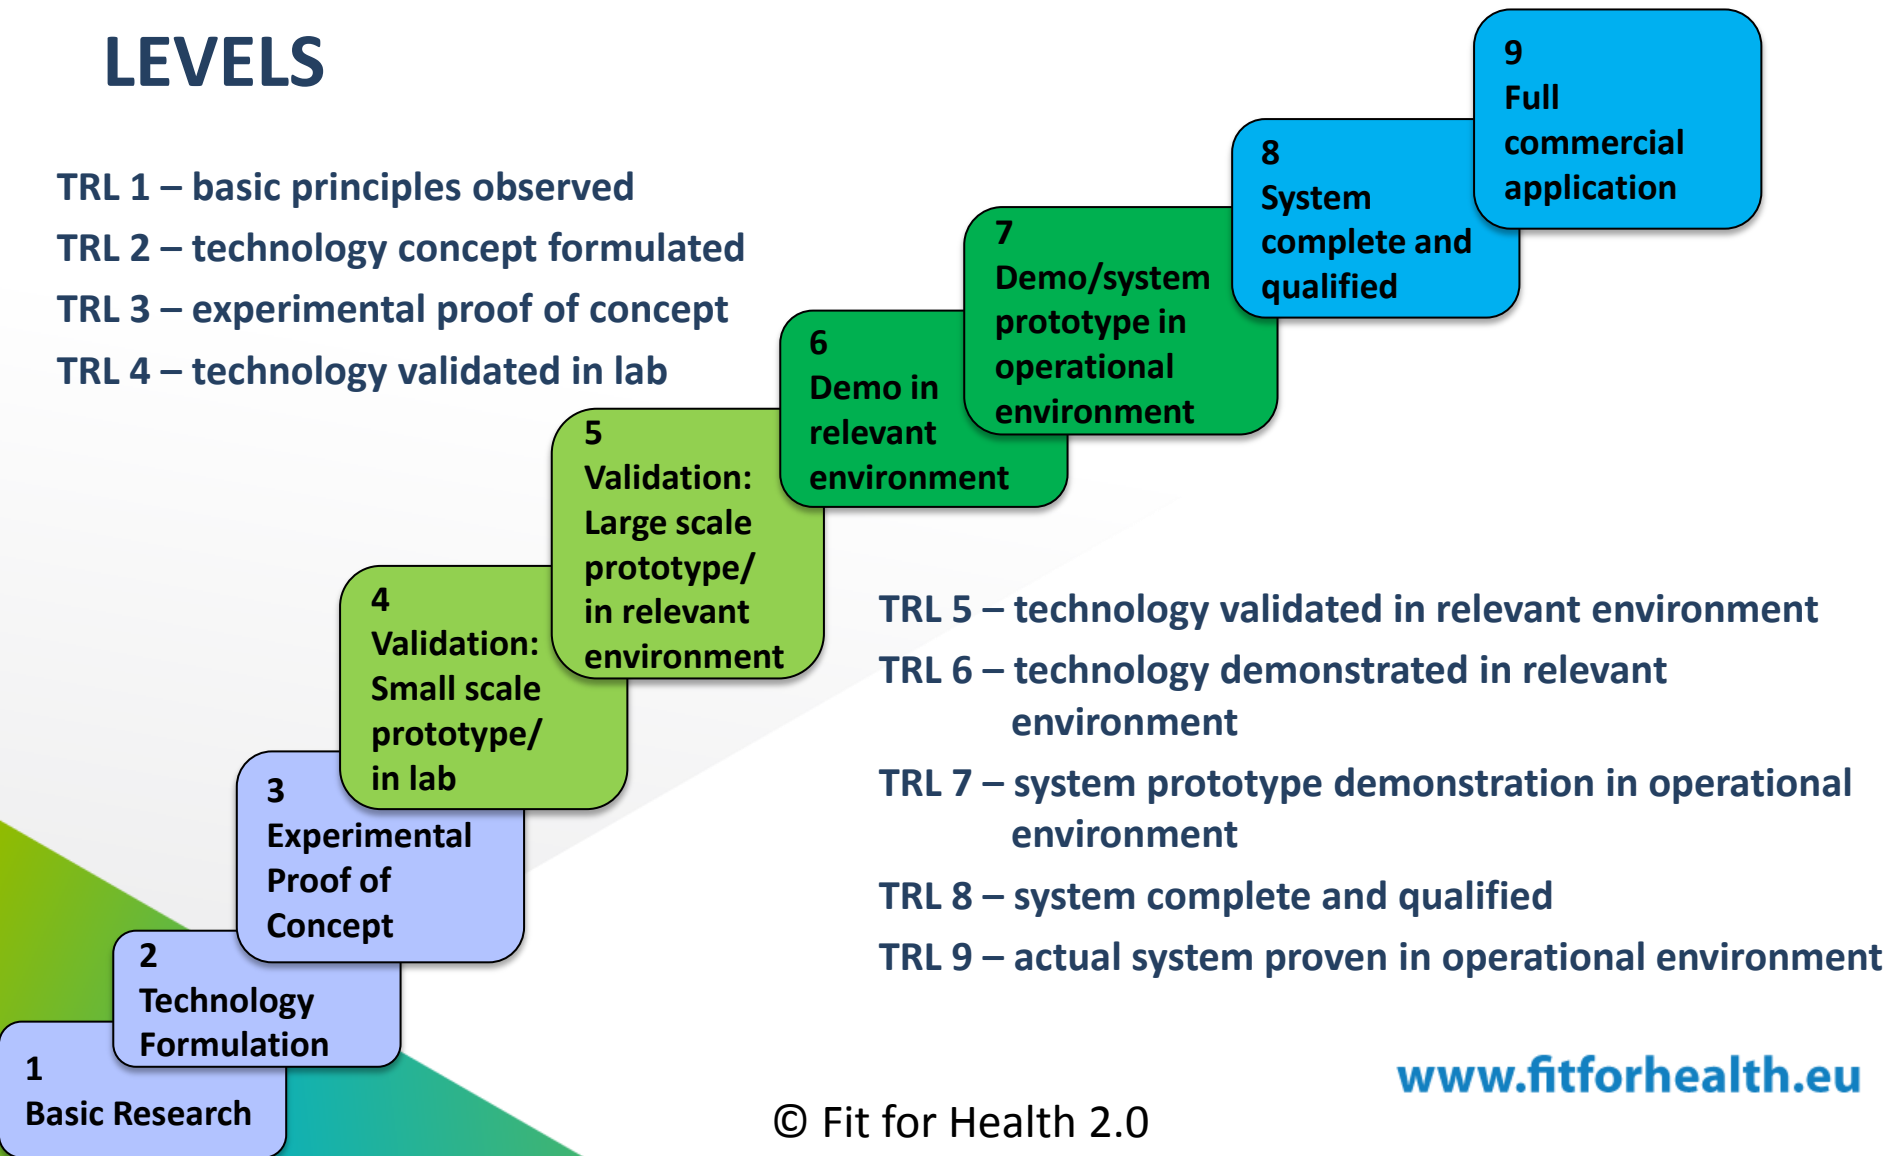 LEVELS
TRL 1 – basic principles observed
TRL 2 – technology concept formulated
TRL 3 – experimental proof of concept
TRL 4 – technology validated in lab
9
Full
commercial
application
8
System
complete and
qualified
7
Demo/system
prototype in
operational
environment
6
Demo in
relevant
environment
5
Validation:
Large scale
prototype/
in relevant
environment
4
Validation:
Small scale
prototype/
in lab
3
Experimental
Proof of
Concept
2
Technology
Formulation
1
Basic Research
TRL 5 – technology validated in relevant environment
TRL 6 – technology demonstrated in relevant
environment
TRL 7 – system prototype demonstration in operational
environment
TRL 8 – system complete and qualified
TRL 9 – actual system proven in operational environment
www.fitforhealth.eu
© Fit for Health 2.0